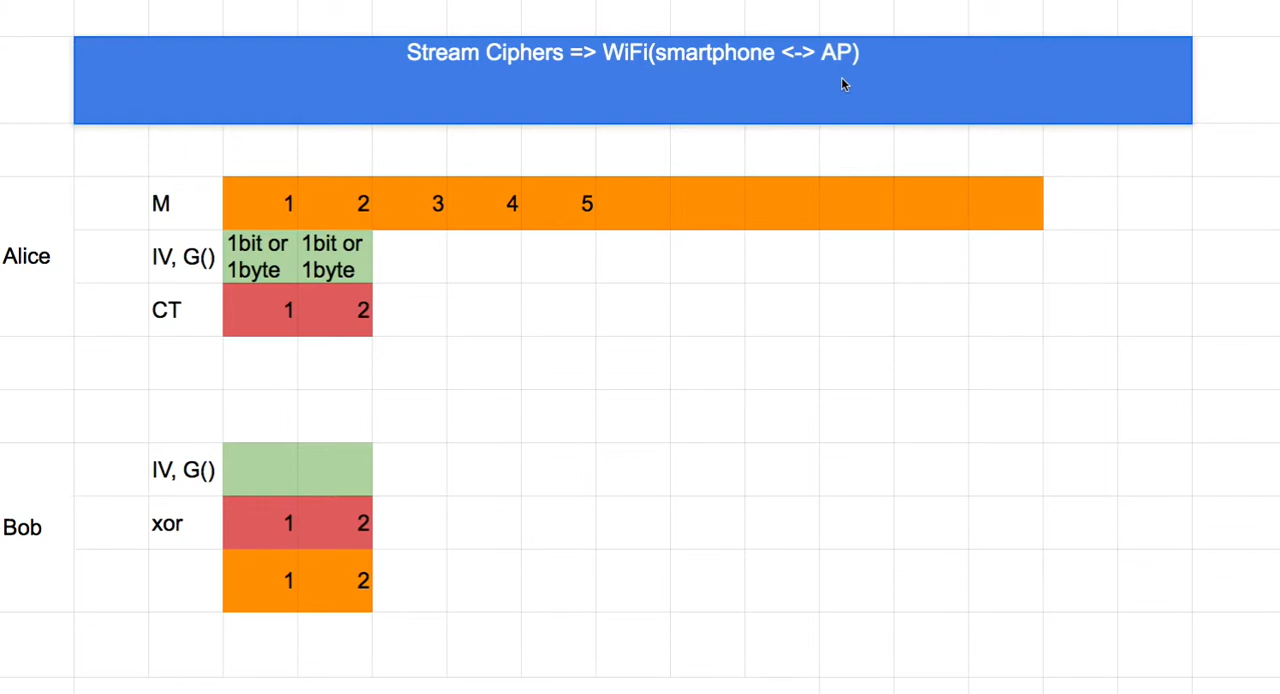 Stream Ciphers => WiFi(smartphone <-> AP)
M 1 2 3 4 5
Alice IV, G() 1bit or 1byte 1bit or 1byte
CT 1 2
IV, G()
Bob xor 1 2
1 2